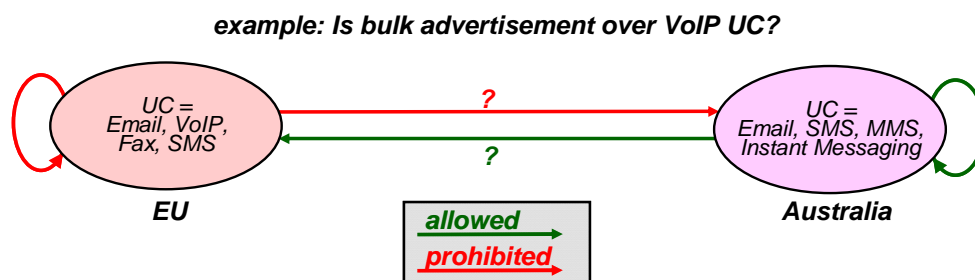 example: Is bulk advertisement over VoIP UC?
UC =
Email, VoIP,
Fax, SMS
?
?
UC =
Email, SMS, MMS,
Instant Messaging
EU
Australia
allowed
prohibited